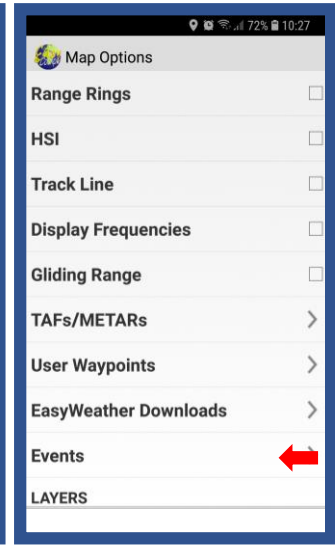 72% 10:27
Map Options
Range Rings
HSI
Track Line
Display Frequencies
Gliding Range
TAFs/METARs
User Waypoints
EasyWeather Downloads
Events
LAYERS